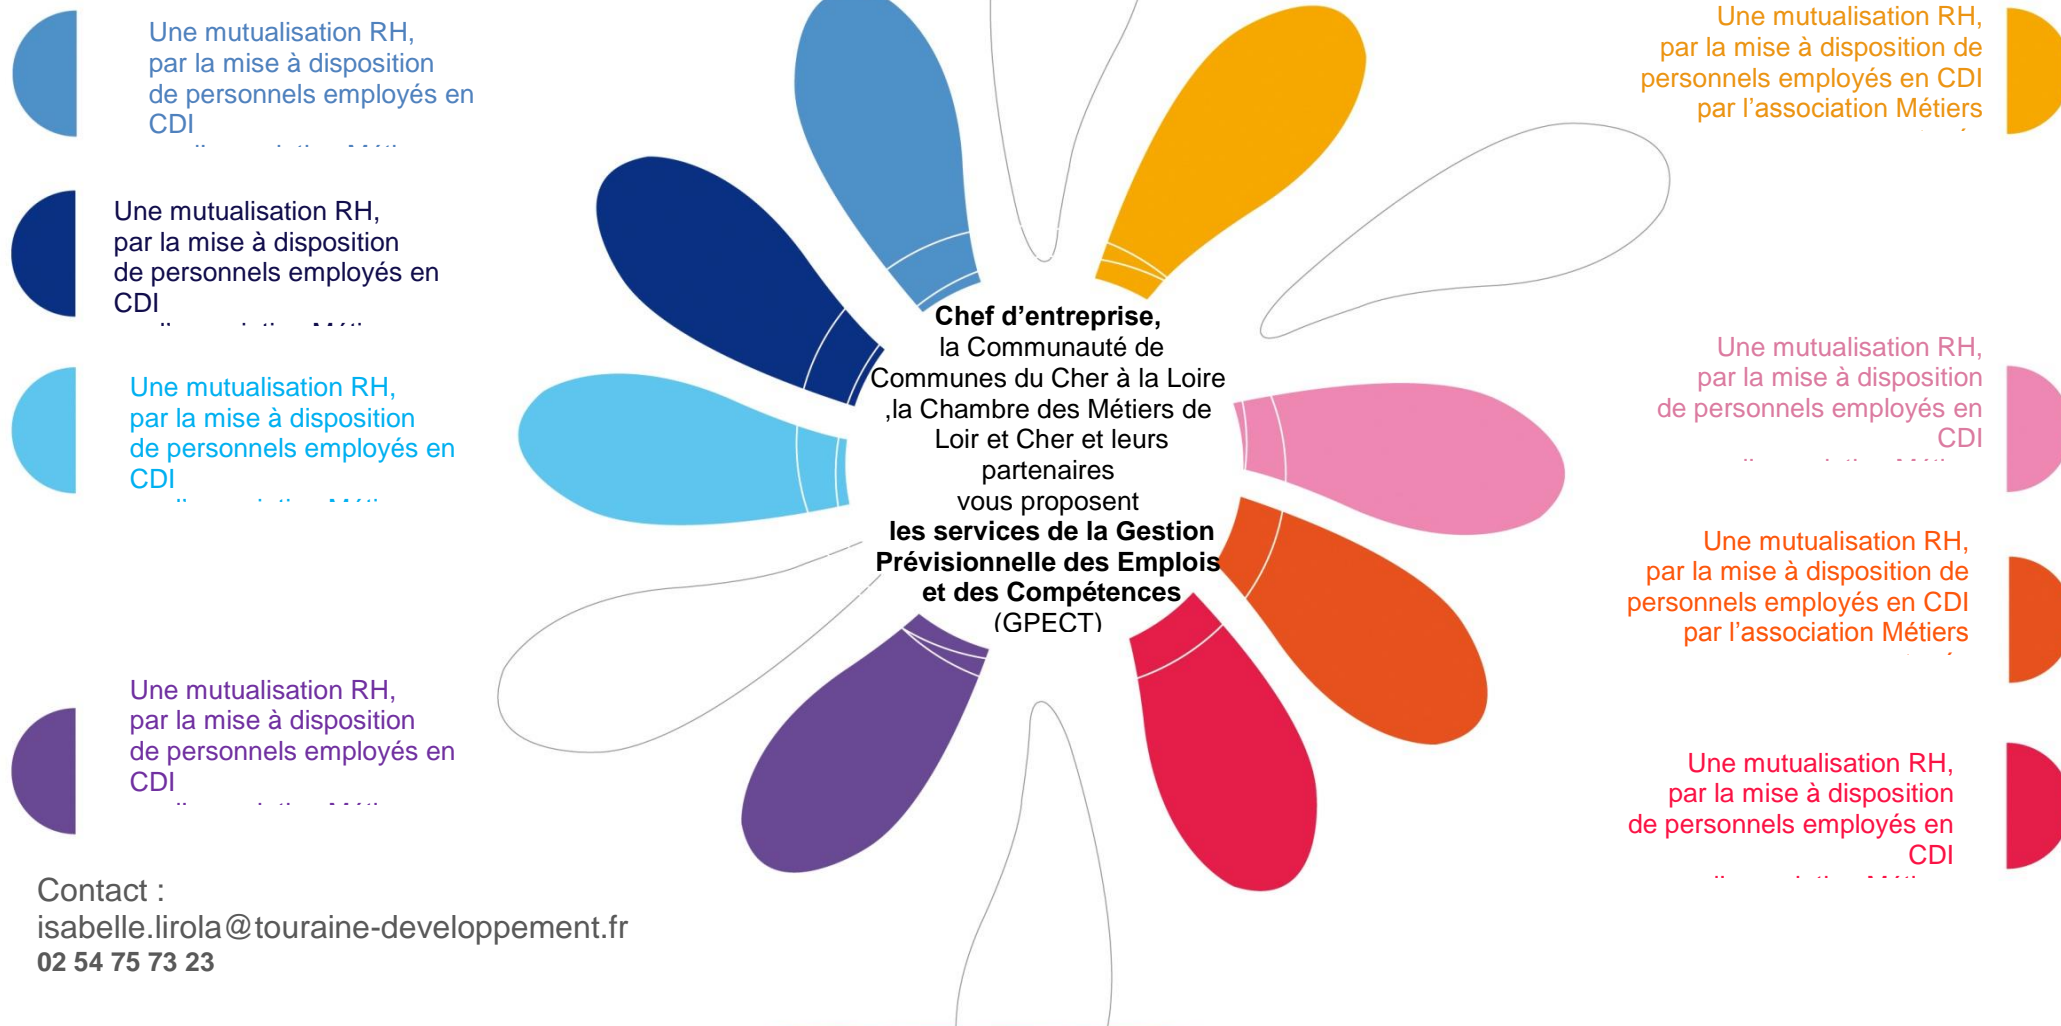 Une mutualisation RH,
par la mise à disposition
de personnels employés en
CDI
Une mutualisation RH,
par la mise à disposition
de personnels employés en
CDI
Une mutualisation RH,
par la mise à disposition
de personnels employés en
CDI
Une mutualisation RH,
par la mise à disposition
de personnels employés en
CDI
Contact :
isabelle.lirola@touraine-developpement.fr
02 54 75 73 23
Chef d’entreprise,
la Communauté de
Communes du Cher à la Loire
,la Chambre des Métiers de
Loir et Cher et leurs
partenaires
vous proposent
les services de la Gestion
Prévisionnelle des Emplois
et des Compétences
(GPECT)
Une mutualisation RH,
par la mise à disposition de
personnels employés en CDI
par l’association Métiers
Une mutualisation RH,
par la mise à disposition
de personnels employés en
CDI
Une mutualisation RH,
par la mise à disposition de
personnels employés en CDI
par l’association Métiers
Une mutualisation RH,
par la mise à disposition
de personnels employés en
CDI